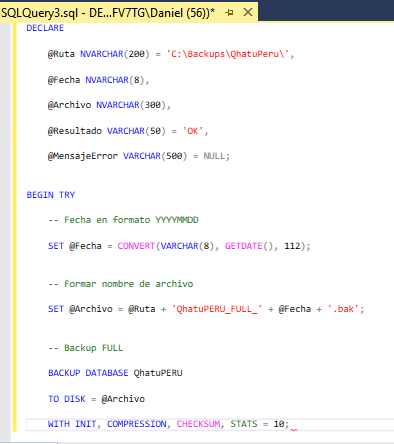 SQLQuery3.sql - DE...FV7TG\Daniel (56))*
DECLARE
@Ruta NVARCHAR(200) = 'C:\Backups\QhatuPeru\',
@Fecha NVARCHAR(8),
@Archivo NVARCHAR(300),
@Resultado VARCHAR(50) = 'OK',
@MensajeError VARCHAR(500) = NULL;
BEGIN TRY
-- Fecha en formato YYYYMMDD
SET @Fecha = CONVERT(VARCHAR(8), GETDATE(), 112);
-- Formar nombre de archivo
SET @Archivo = @Ruta + 'QhatuPERU_FULL_' + @Fecha + '.bak';
-- Backup FULL
BACKUP DATABASE QhatuPERU
TO DISK = @Archivo
WITH INIT, COMPRESSION, CHECKSUM, STATS = 10;